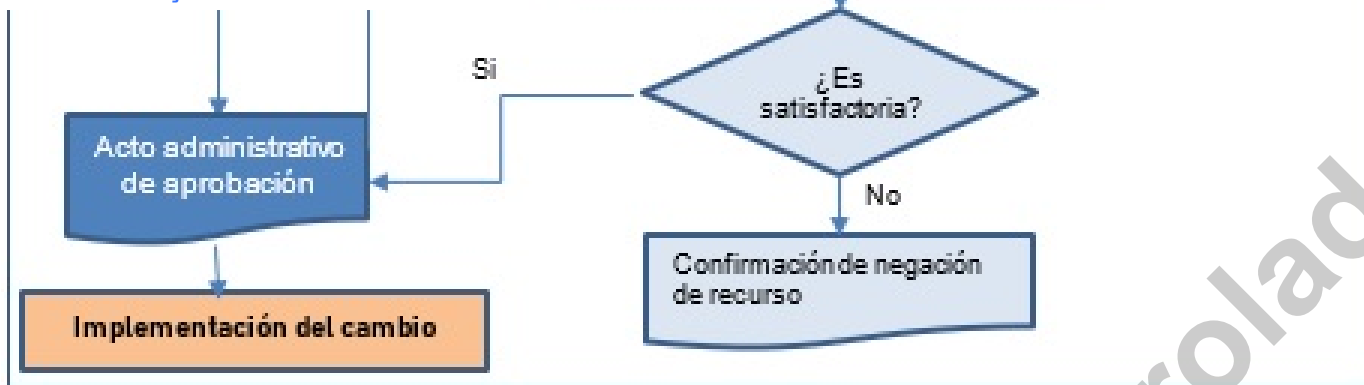 Si
¿Es
satisfactoria?
Acto administrativo
de aprobación
No
Confirmación de negación
de recurso
Implementación del cambio